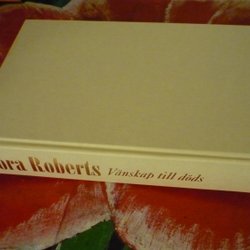 ora Roberts Vänskap till döds